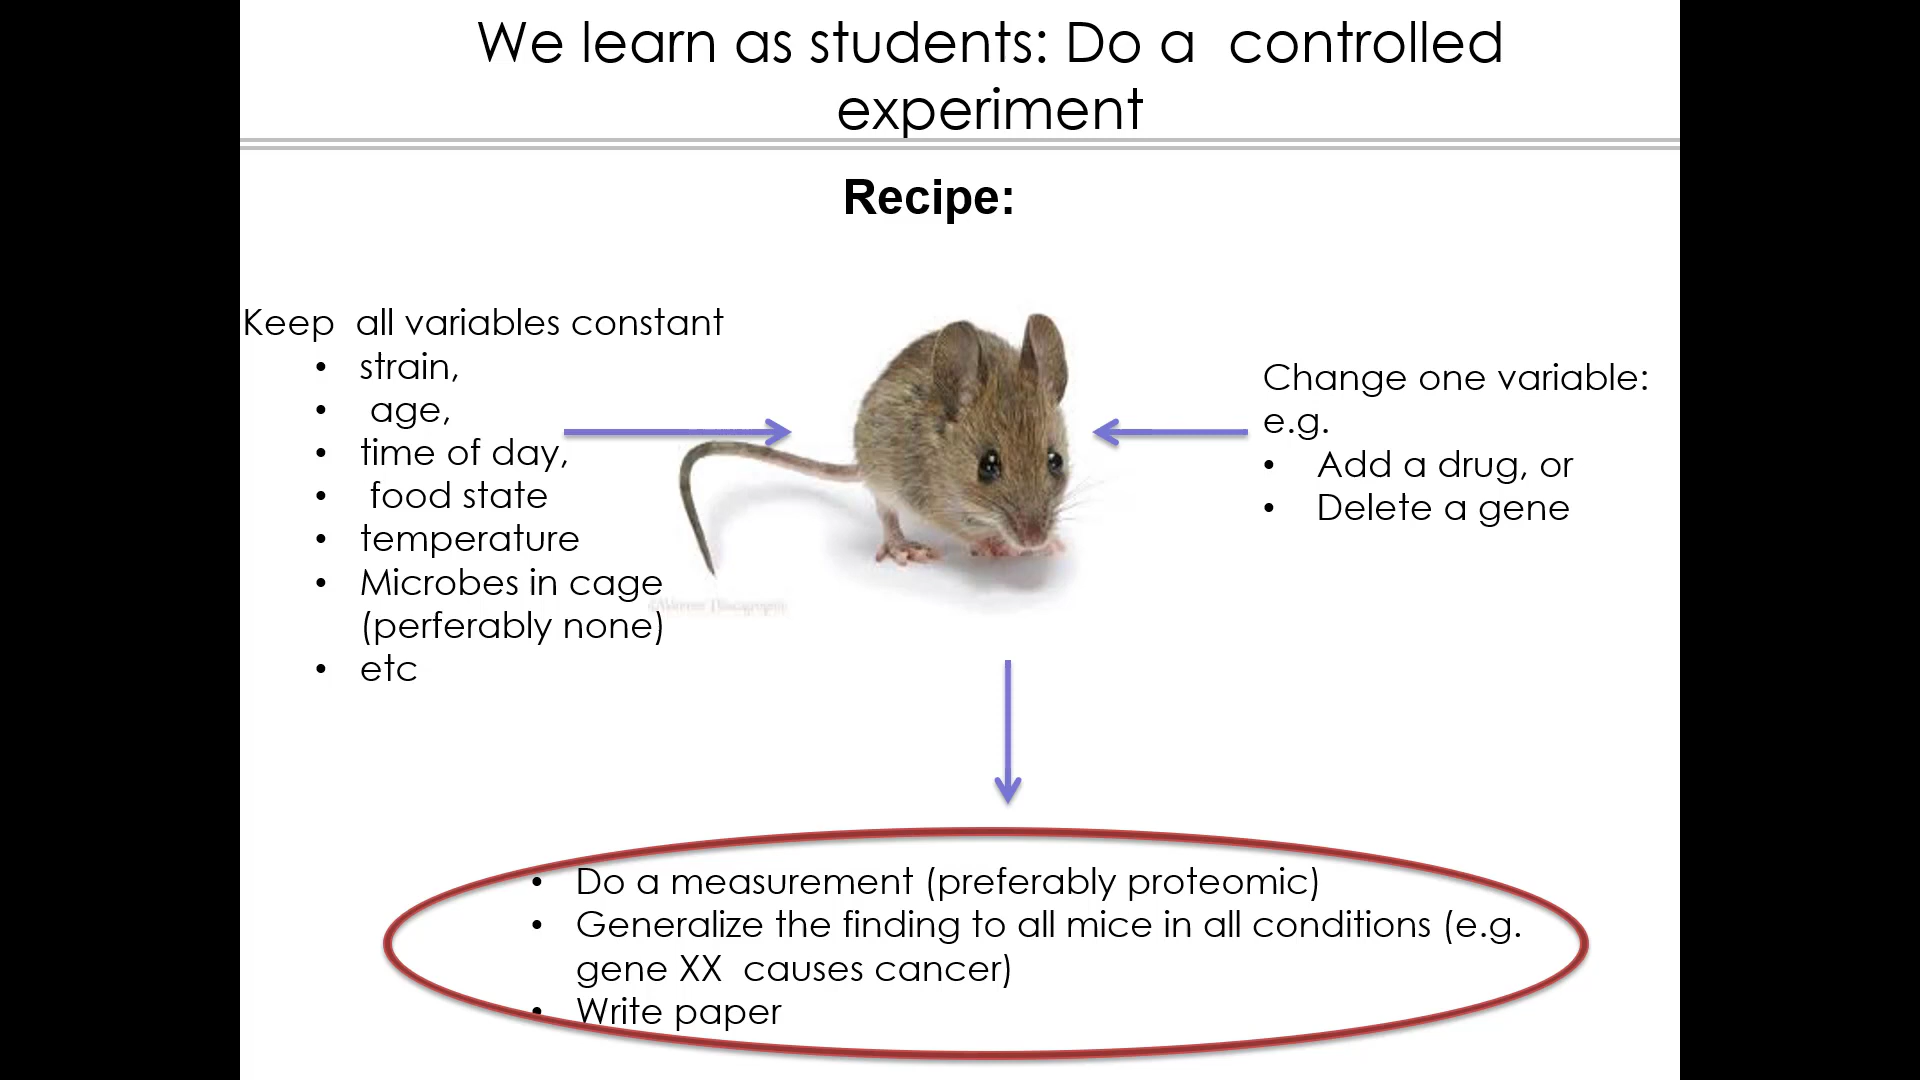 We learn as students: Do a  controlled
experiment
Recipe:
Keep  all variables constant
• strain,
•  age,
• time of day,
•  food state
• temperature
• Microbes in cage
(perferably none)
• etc
Change one variable:
e.g.
• Add a drug, or
• Delete a gene
• Do a measurement (preferably proteomic)
• Generalize the finding to all mice in all conditions (e.g.
gene XX  causes cancer)
• Write paper